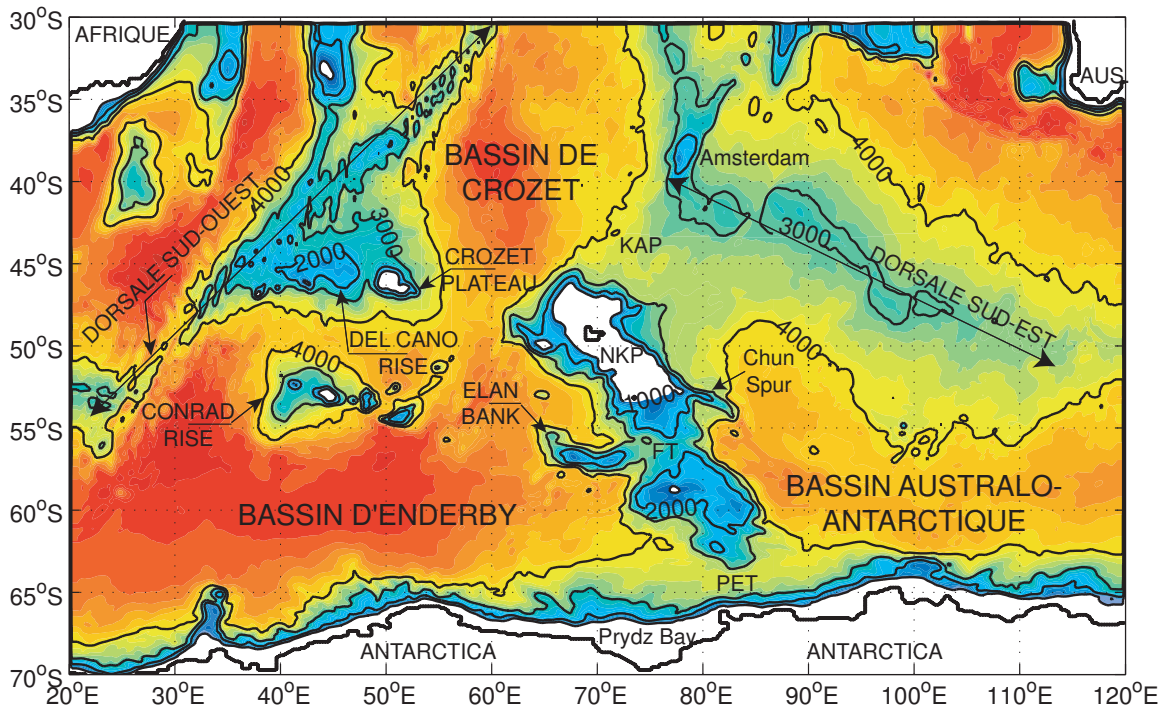 30°S
35°S
40°S
45°S
50°S
55°S
60°S
65°S
70°S
20°E
30°E
40°E
50°E
60°E
70°E
80°E
90°E
100°E
110°E
120°E
AFRIQUE
AUS
BASSIN DE
CROZET
Amsterdam
4000
4000
DORSALE SUD-OUEST
3000
2000
KAP
3000
DORSALE SUD-EST
CROZET
PLATEAU
DEL CANO
RISE
4000
NKP
4000
Chun
Spur
ELAN
BANK
1000
CONRAD
RISE
FT
BASSIN D'ENDERBY
2000
BASSIN AUSTRALO-
ANTARCTIQUE
PET
Prydz Bay
ANTARCTICA
ANTARCTICA